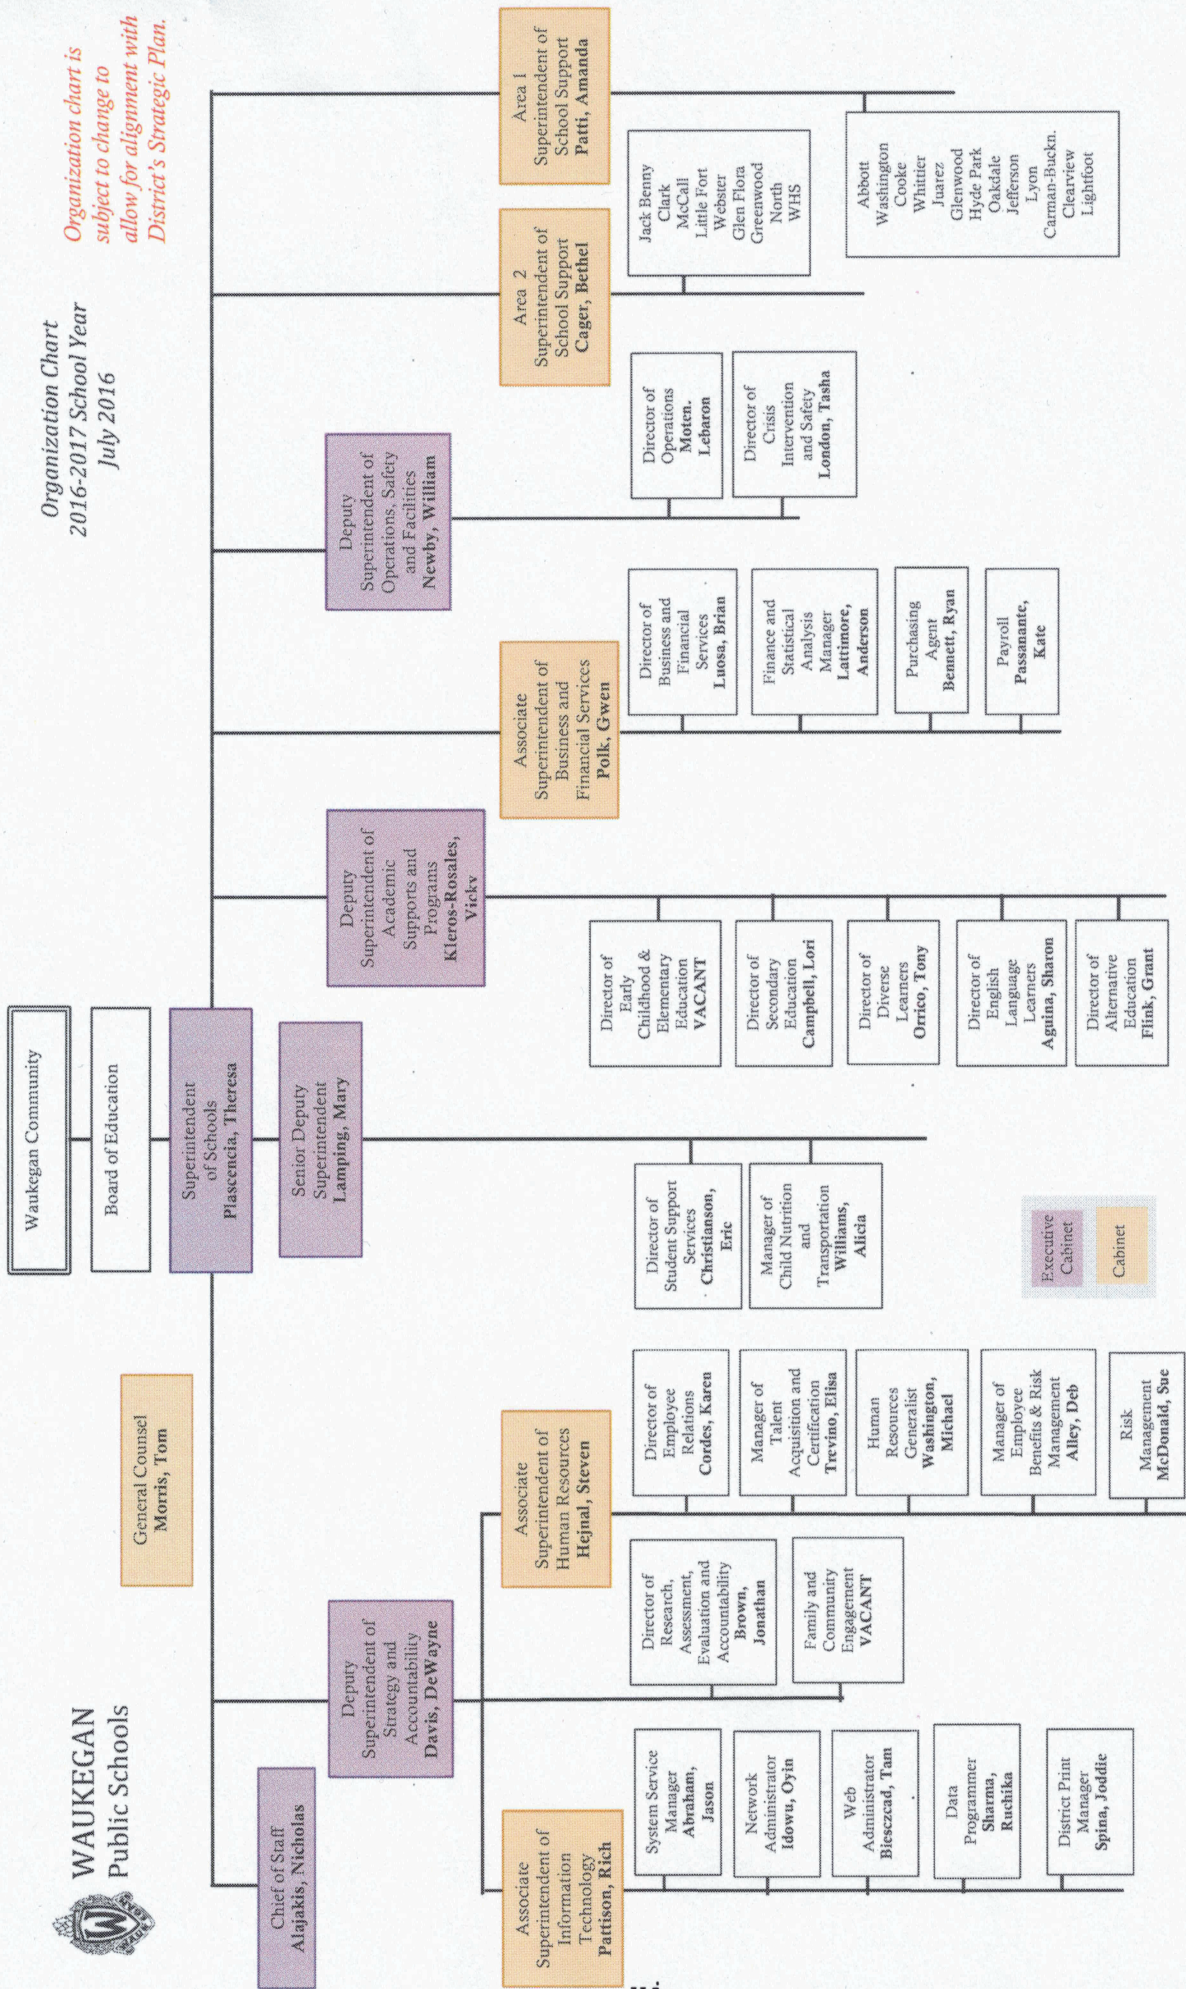 WAUKEGAN
Public Schools
Organization Chart
2016-2017 School Year
July 2016
Organization chart is
subject to change to
allow for alignment with
District's Strategic Plan.
Waukegan Community
Board of Education
Superintendent
of Schools
Plascencia, Theresa
General Counsel
Morris, Tom
Senior Deputy
Superintendent
Lamping, Mary
Chief of Staff
Alajakis, Nicholas
Deputy
Superintendent of
Strategy and
Accountability
Davis, DeWayne
Deputy
Superintendent of
Academic
Supports and
Programs
Kleros-Rosales,
Vicky
Deputy
Superintendent of
Operations, Safety
and Facilities
Newby, William
Associate
Superintendent of
Information
Technology
Pattison, Rich
Associate
Superintendent of
Human Resources
Hejnal, Steven
Associate
Superintendent of
Business and
Financial Services
Polk, Gwen
Area 2
Superintendent of
School Support
Cager, Bethel
Area 1
Superintendent of
School Support
Patti, Amanda
System Service
Manager
Abraham,
Jason
Network
Administrator
Idowu, Oyin
Web
Administrator
Biesczcad, Tam
Data
Programmer
Sharma,
Ruchika
District Print
Manager
Spina, Joddie
Director of
Research,
Assessment,
Evaluation and
Accountability
Brown,
Jonathan
Family and
Community
Engagement
VACANT
Director of
Employee
Relations
Cordes, Karen
Manager of
Talent
Acquisition and
Certification
Trevino, Elisa
Human
Resources
Generalist
Washington,
Michael
Manager of
Employee
Benefits & Risk
Management
Alley, Deb
Risk
Management
McDonald, Sue
Director of
Student Support
Services
Christianson,
Eric
Manager of
Child Nutrition
and
Transportation
Williams,
Alicia
Director of
Early
Childhood &
Elementary
Education
VACANT
Director of
Secondary
Education
Campbell, Lori
Director of
Diverse
Learners
Orrico, Tony
Director of
English
Language
Learners
Aguina, Sharon
Director of
Alternative
Education
Flink, Grant
Director of
Business and
Financial
Services
Luosa, Brian
Finance and
Statistical
Analysis
Manager
Lattimore,
Anderson
Purchasing
Agent
Bennett, Ryan
Payroll
Passanante,
Kate
Director of
Operations
Moten.
Lebaron
Director of
Crisis
Intervention
and Safety
London, Tasha
Jack Benny
Clark
McCall
Little Fort
Webster
Glen Flora
Greenwood
North
WHS
Abbott
Washington
Cooke
Whittier
Juarez
Glenwood
Hyde Park
Oakdale
Jefferson
Lyon
Carman-Buckn.
Clearview
Lightfoot
Executive
Cabinet
Cabinet